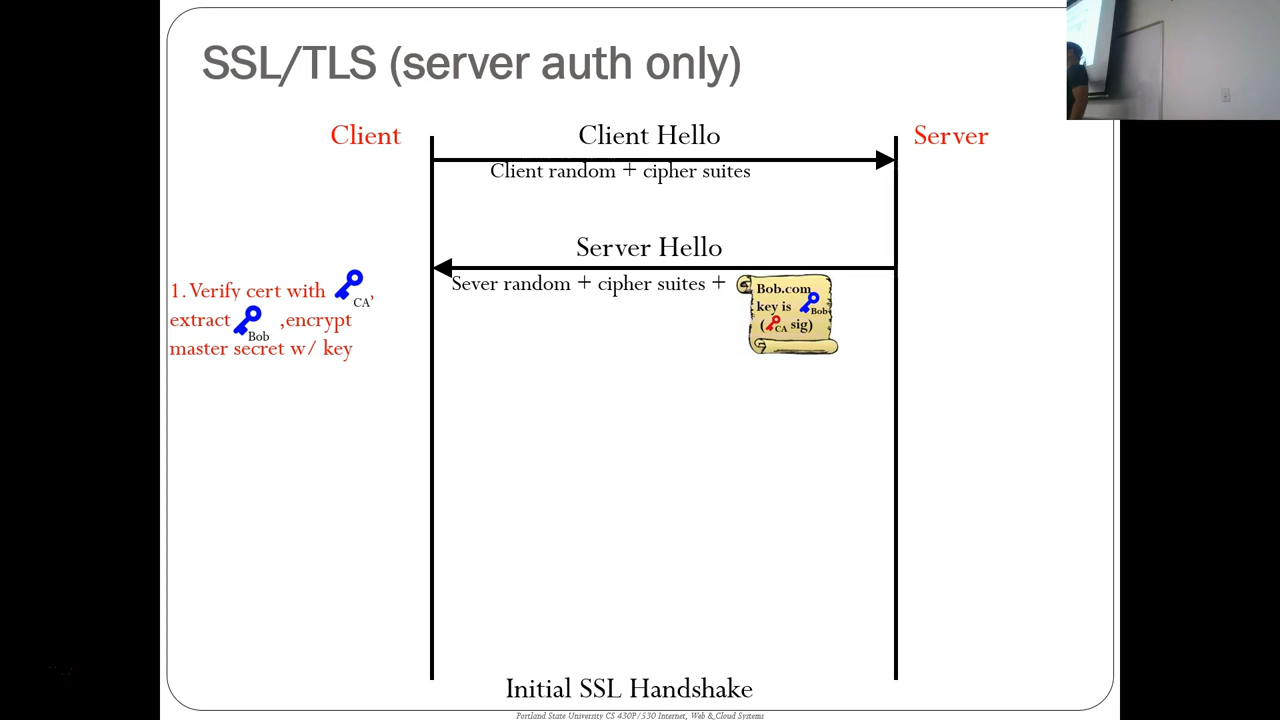 SSL/TLS (server auth only)
Client
Client Hello
Server
Client random + cipher suites
Server Hello
Sever random + cipher suites +
Bob.com
key is Bob
(CA sig)
1. Verify cert with CA,
extract Bob ,encrypt
master secret w/ key
Initial SSL Handshake
Portland State University CS 430P/530 Internet, Web & Cloud Systems